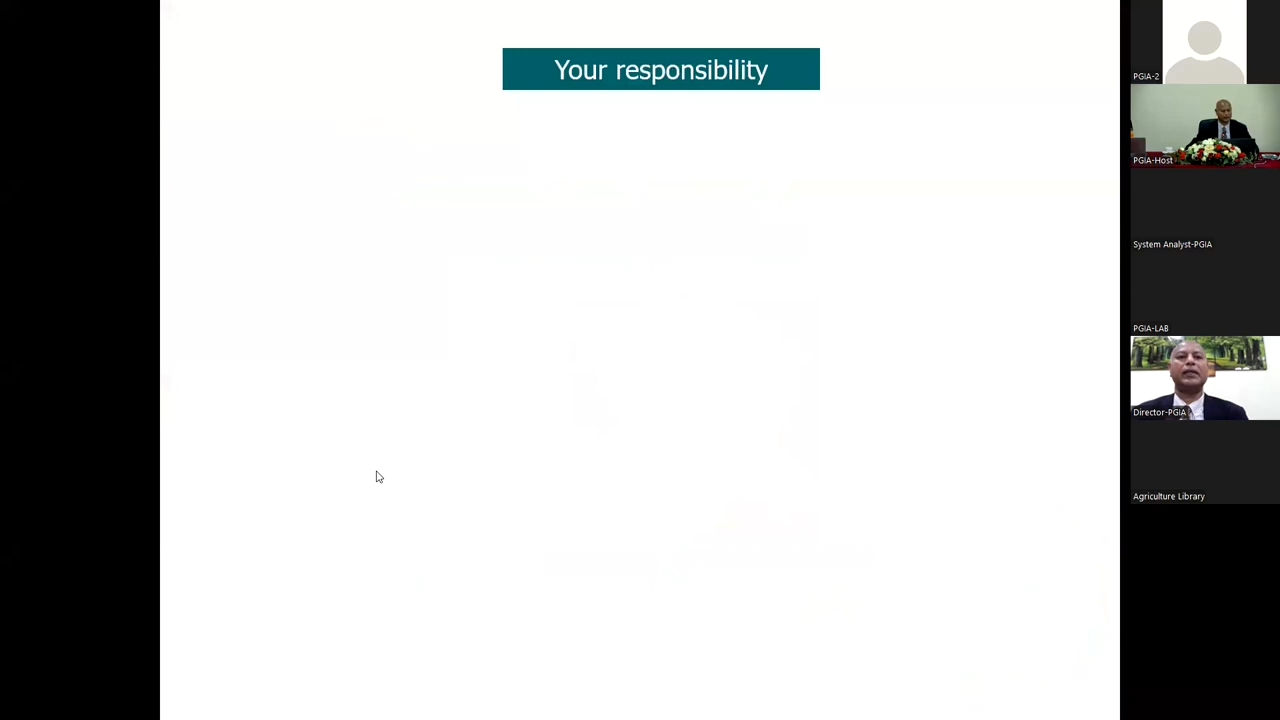 Your responsibility
PGIA-2
PGIA-Host
System Analyst-PGIA
PGIA-LAB
Director-PGIA
Agriculture Library